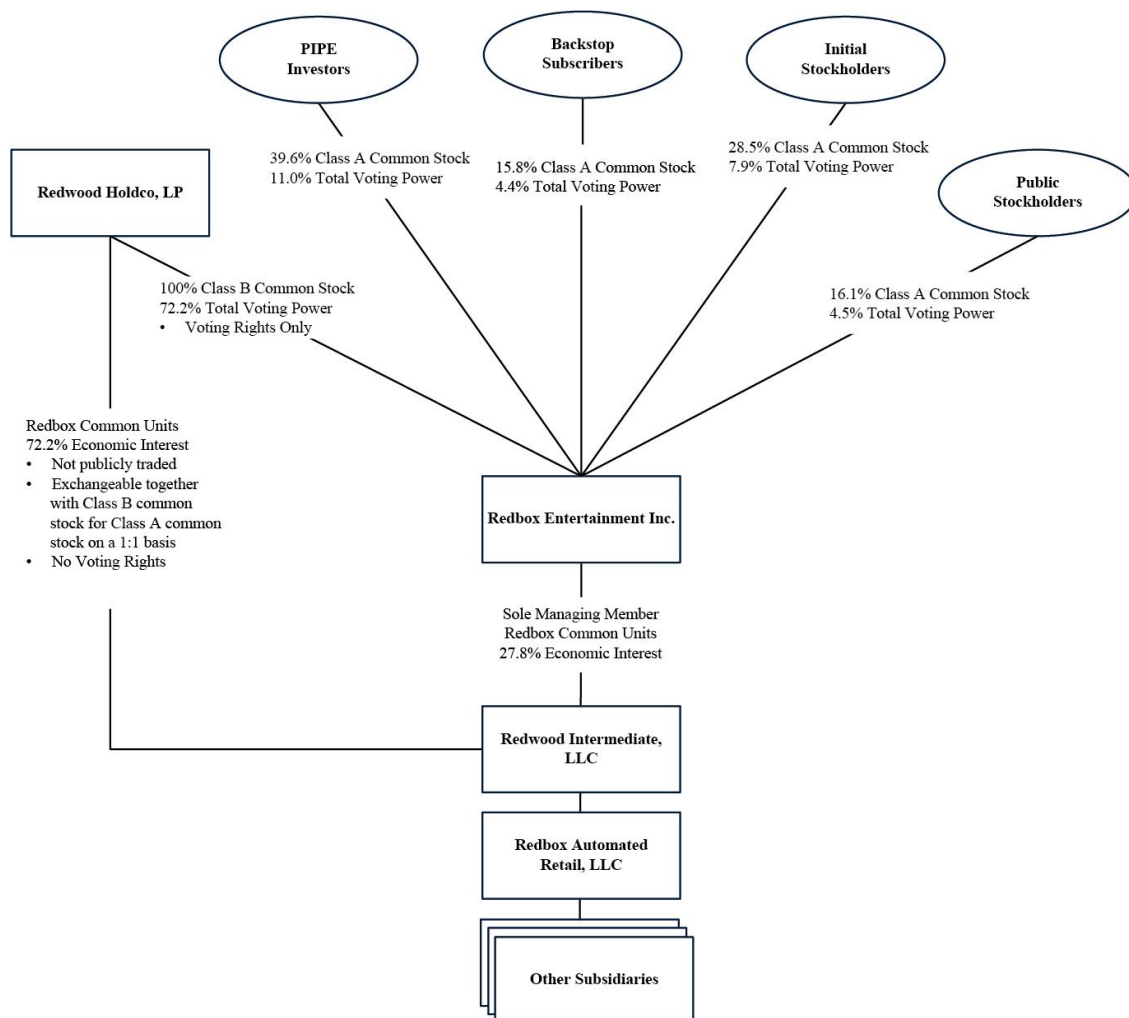 PIPE
Investors
Backstop
Subscribers
Initial
Stockholders
Public
Stockholders
Redwood Holdco, LP
39.6% Class A Common Stock
11.0% Total Voting Power
15.8% Class A Common Stock
4.4% Total Voting Power
28.5% Class A Common Stock
7.9% Total Voting Power
16.1% Class A Common Stock
4.5% Total Voting Power
100% Class B Common Stock
72.2% Total Voting Power
• Voting Rights Only
Redbox Common Units
72.2% Economic Interest
• Not publicly traded
• Exchangeable together
with Class B common
stock for Class A common
stock on a 1:1 basis
• No Voting Rights
Redbox Entertainment Inc.
Sole Managing Member
Redbox Common Units
27.8% Economic Interest
Redwood Intermediate,
LLC
Redbox Automated
Retail, LLC
Other Subsidiaries